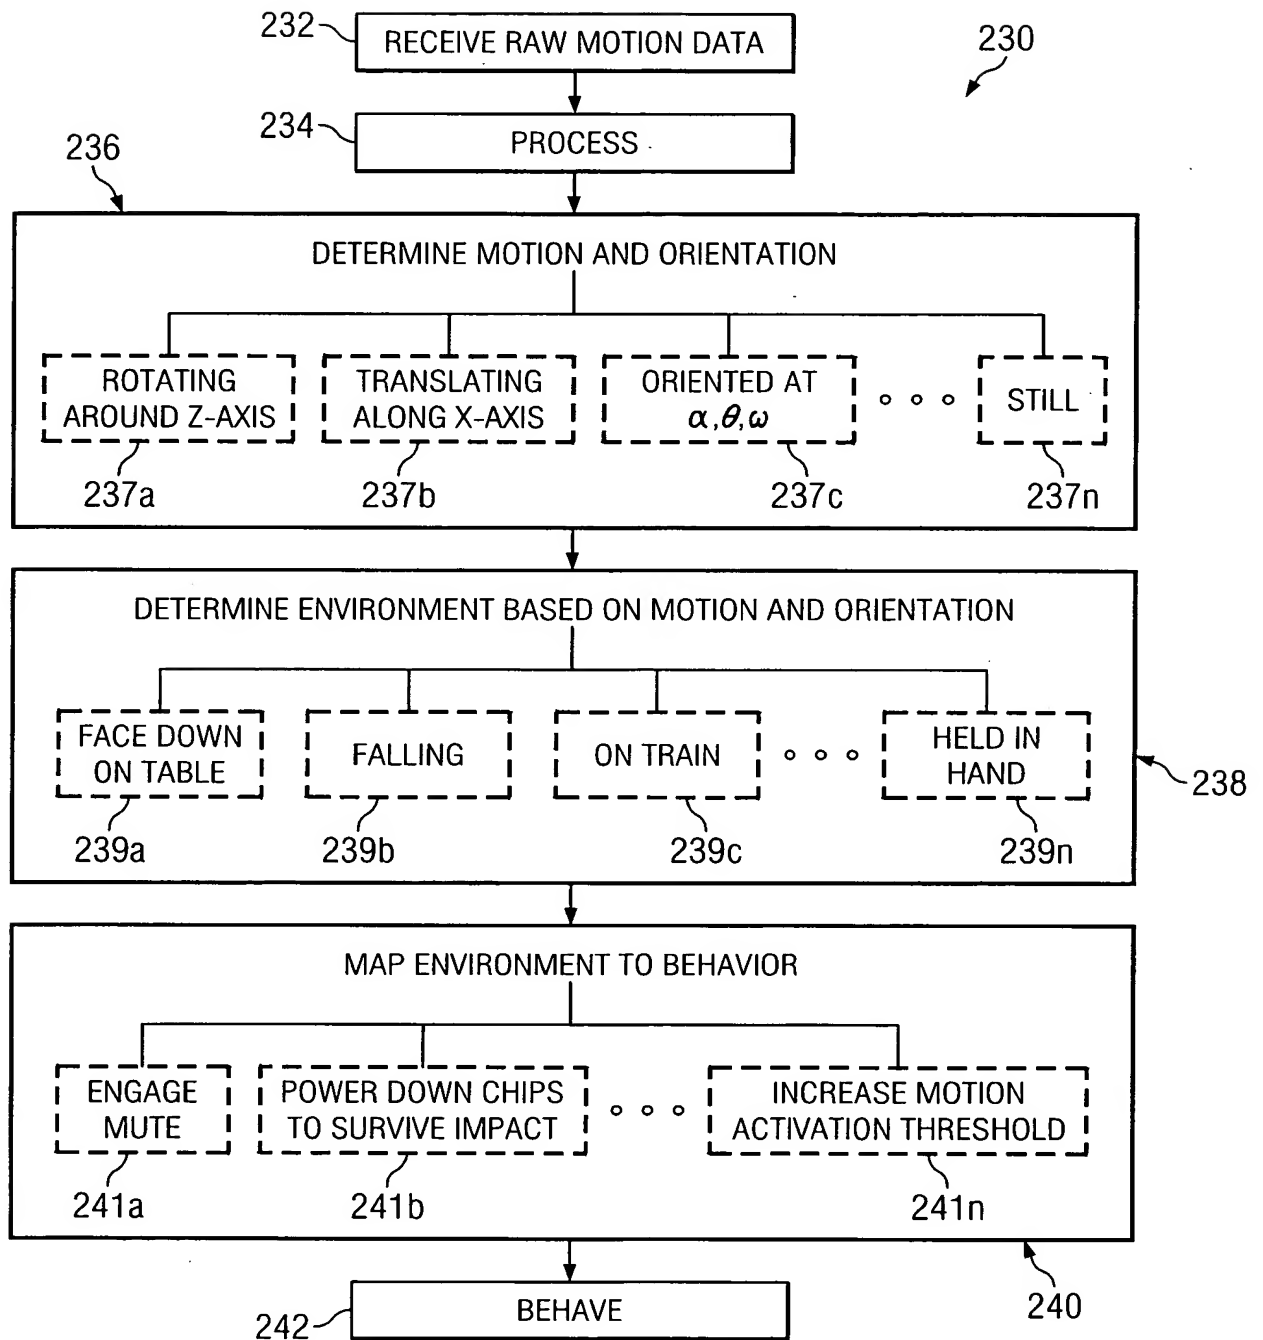 232
RECEIVE RAW MOTION DATA
230
234
PROCESS
236
DETERMINE MOTION AND ORIENTATION
ROTATING
AROUND Z-AXIS
TRANSLATING
ALONG X-AXIS
ORIENTED AT
α,θ,ω
STILL
237a
237b
237c
237n
DETERMINE ENVIRONMENT BASED ON MOTION AND ORIENTATION
FACE DOWN
ON TABLE
FALLING
ON TRAIN
HELD IN
HAND
238
239a
239b
239c
239n
MAP ENVIRONMENT TO BEHAVIOR
ENGAGE
MUTE
POWER DOWN CHIPS
TO SURVIVE IMPACT
INCREASE MOTION
ACTIVATION THRESHOLD
241a
241b
241n
240
242
BEHAVE